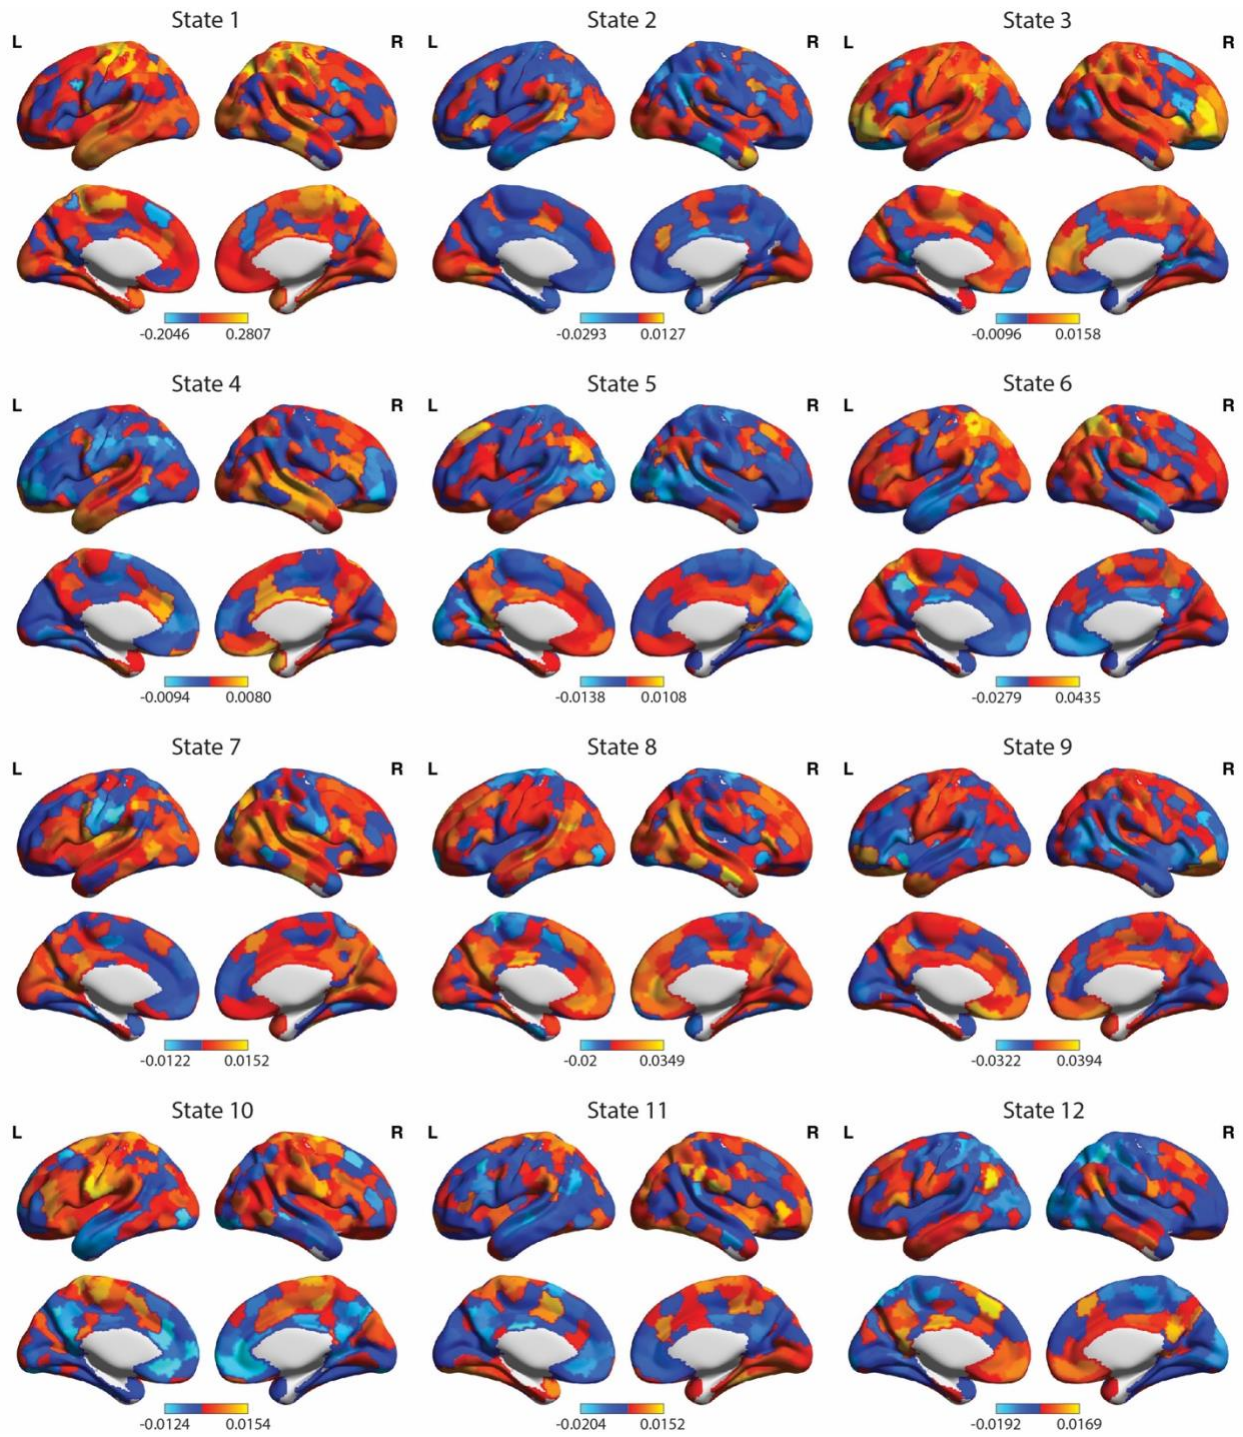 State 1 State 2 State 3
L R L R L R
-0.2046 0.2807 -0.0293 0.0127 -0.0096 0.0158
State 4 State 5 State 6
L R L R L R
-0.0094 0.0080 -0.0138 0.0108 -0.0279 0.0435
State 7 State 8 State 9
L R L R L R
-0.0122 0.0152 -0.02 0.0349 -0.0322 0.0394
State 10 State 11 State 12
L R L R L R
-0.0124 0.0154 -0.0204 0.0152 -0.0192 0.0169